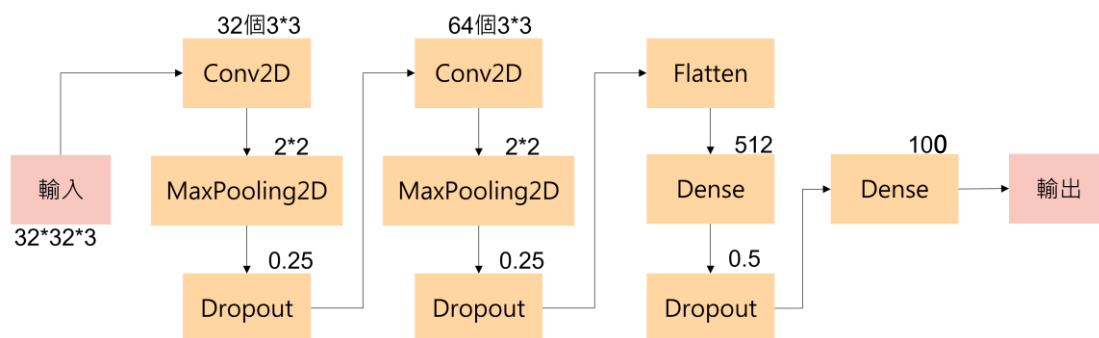 輸入
32*32*3
32個3*3
Conv2D
2*2
MaxPooling2D
0.25
Dropout
64個3*3
Conv2D
2*2
MaxPooling2D
0.25
Dropout
Flatten
512
Dense
0.5
Dropout
100
Dense
輸出